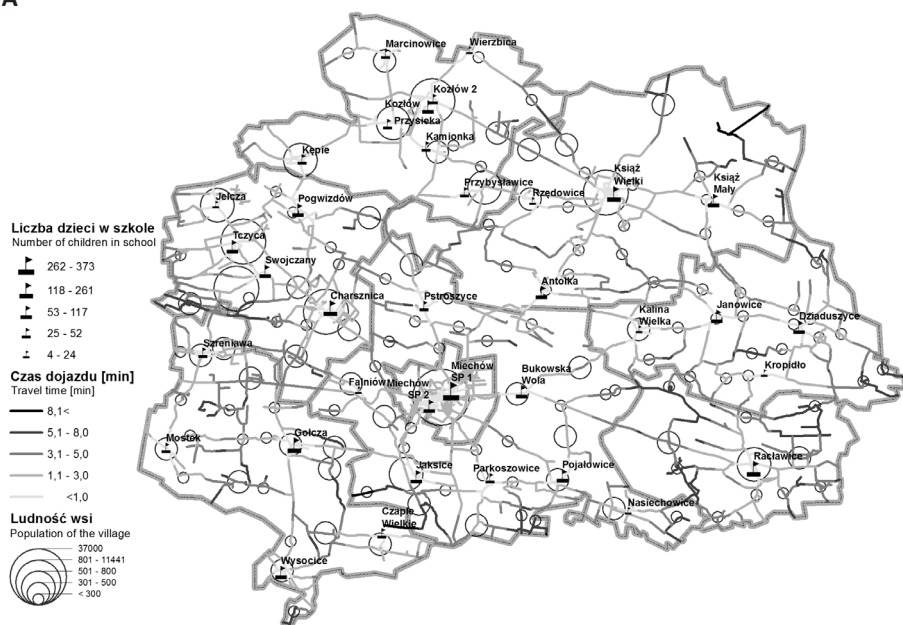 A
Marcinowice
Wierzbica
Kozłów 2
Kozłów
Przysieka
Kamionka
Kępie
Książ
Wielki
Książ
Mały
Przybysławice
Rzędowice
Jelcza
Pogwizdów
Tczyca
Swojczany
Charsznica
Pstroszyce
Antolka
Kalina
Wielka
Janowice
Dziaduszyce
Szreniawa
Miechów
SP 1
Falniów
Miechów
SP 2
Bukowska
Wola
Kropidło
Mostek
Gołcza
Jaksice
Parkoszowice
Pojałowice
Racławice
Nasiechowice
Czaple
Wielkie
Wysocice
Liczba dzieci w szkole
Number of children in school
262 - 373
118 - 261
53 - 117
25 - 52
4 - 24
Czas dojazdu [min]
Travel time [min]
8,1<
5,1 - 8,0
3,1 - 5,0
1,1 - 3,0
<1,0
Ludność wsi
Population of the village
37000
801 - 11441
501 - 800
301 - 500
< 300